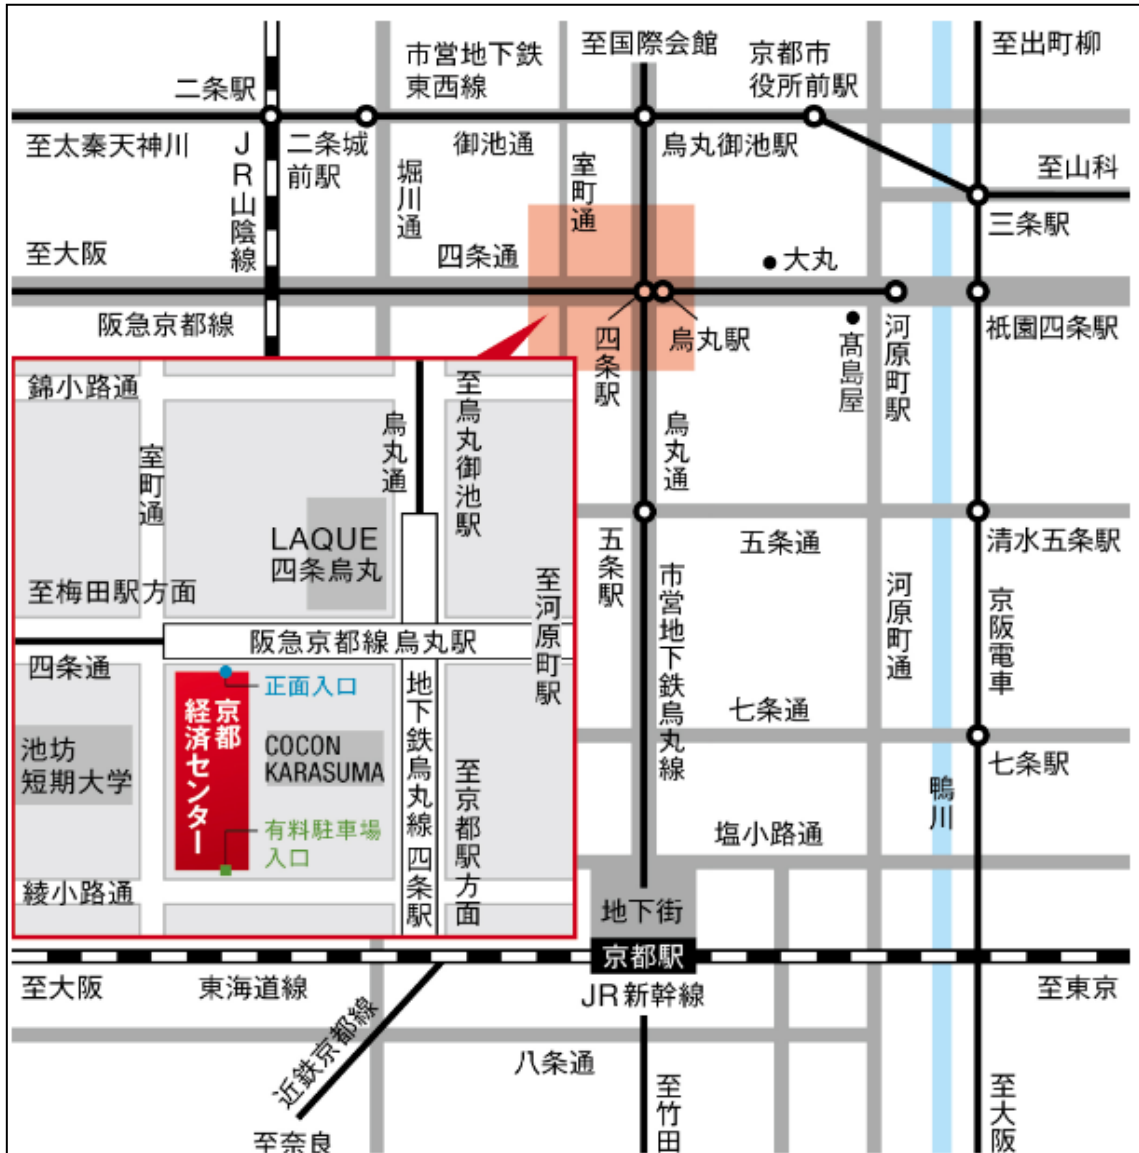 至国際会館
京都市
役所前駅
至出町柳
市営地下鉄
東西線
二条駅
至太秦天神川
JR山陰線
二条城
前駅
堀川通
御池通
室町通
烏丸御池駅
至山科
三条駅
至大阪
四条通
大丸
阪急京都線
四条駅
烏丸駅
髙島屋
河原町駅
祇園四条駅
烏丸通
五条駅
五条通
清水五条駅
市営地下鉄烏丸線
河原町通
京阪電車
七条通
七条駅
鴨川
塩小路通
地下街
京都駅
JR新幹線
至大阪
東海道線
至東京
近鉄京都線
至奈良
八条通
至竹田
至大阪
錦小路通
室町通
烏丸通
至烏丸御池駅
LAQUE
四条烏丸
至梅田駅方面
至河原町駅
阪急京都線烏丸駅
四条通
正面入口
京都
経済センター
池坊
短期大学
COCON
KARASUMA
地下鉄烏丸線 四条駅
至京都駅方面
有料駐車場
入口
綾小路通